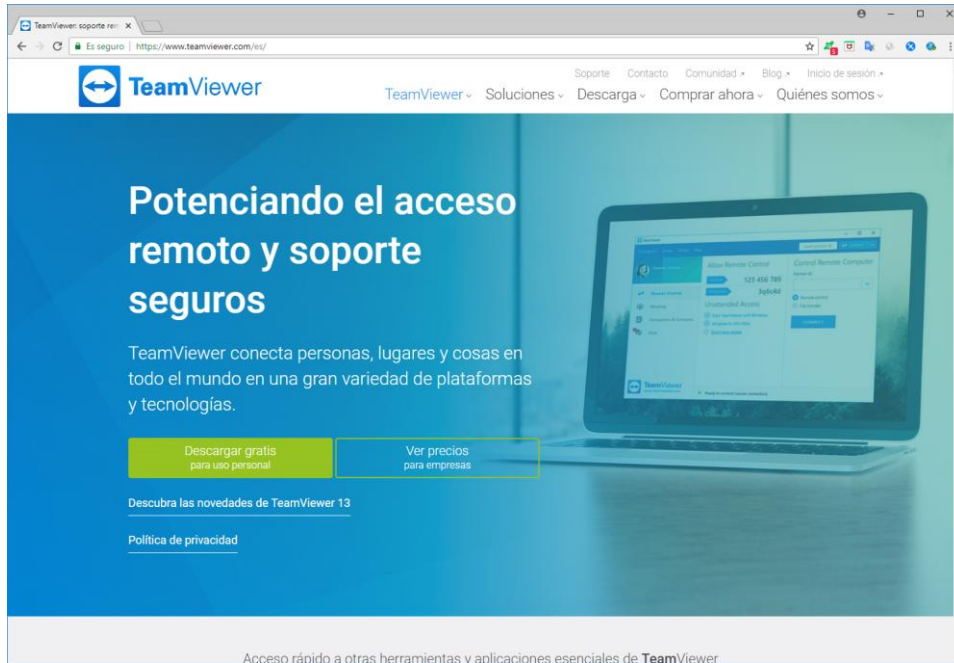 TeamViewer: soporte rem
Es seguro | https://www.teamviewer.com/es/
Soporte Contacto Comunidad Blog Inicio de sesión
TeamViewer
TeamViewer Soluciones Descarga Comprar ahora Quiénes somos
Potenciando el acceso
remoto y soporte
seguros
TeamViewer conecta personas, lugares y cosas en
todo el mundo en una gran variedad de plataformas
y tecnologías.
Allow Remote Control
123 456 789
3q6c4d
Unattended Access
Control Remote Computer
TeamViewer
Descargar gratis
para uso personal
Ver precios
para empresas
Descubra las novedades de TeamViewer 13
Política de privacidad
Acceso rápido a otras herramientas y aplicaciones esenciales de TeamViewer